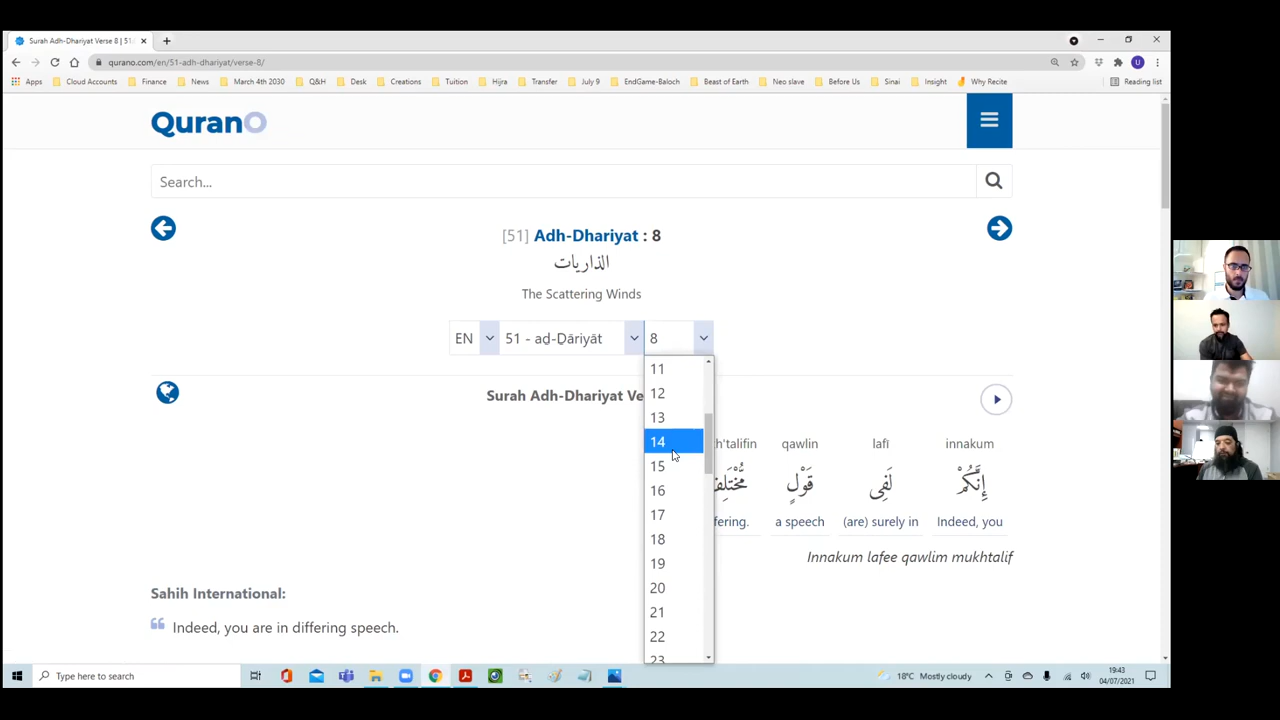 Surah Adh-Dhariyat Verse 8 | 51
qurano.com/en/51-adh-dhariyat/verse-8/
Apps Cloud Accounts Finance News March 4th 2030 Q&H Desk Creations Tuition Hijra Transfer July 9 EndGame-Baloch Beast of Earth Neo slave Before Us Sinai Insight Why Recite Reading list
QuranO
Search...
[51] Adh-Dhariyat : 8
الذاريات
The Scattering Winds
EN 51 - aḏ-Ḏāriyāt 8
11
12
13
14
15
16
17
18
19
20
21
22
23
Surah Adh-Dhariyat Ve
h'talifin qawlin lafī innakum
إِنَّكُمْ لَفِى قَوْلٍ مُّخْتَلِفٍ
fering. a speech (are) surely in Indeed, you
Innakum lafee qawlim mukhtalif
Sahih International:
Indeed, you are in differing speech.
Type here to search
18°C Mostly cloudy
19:43
04/07/2021